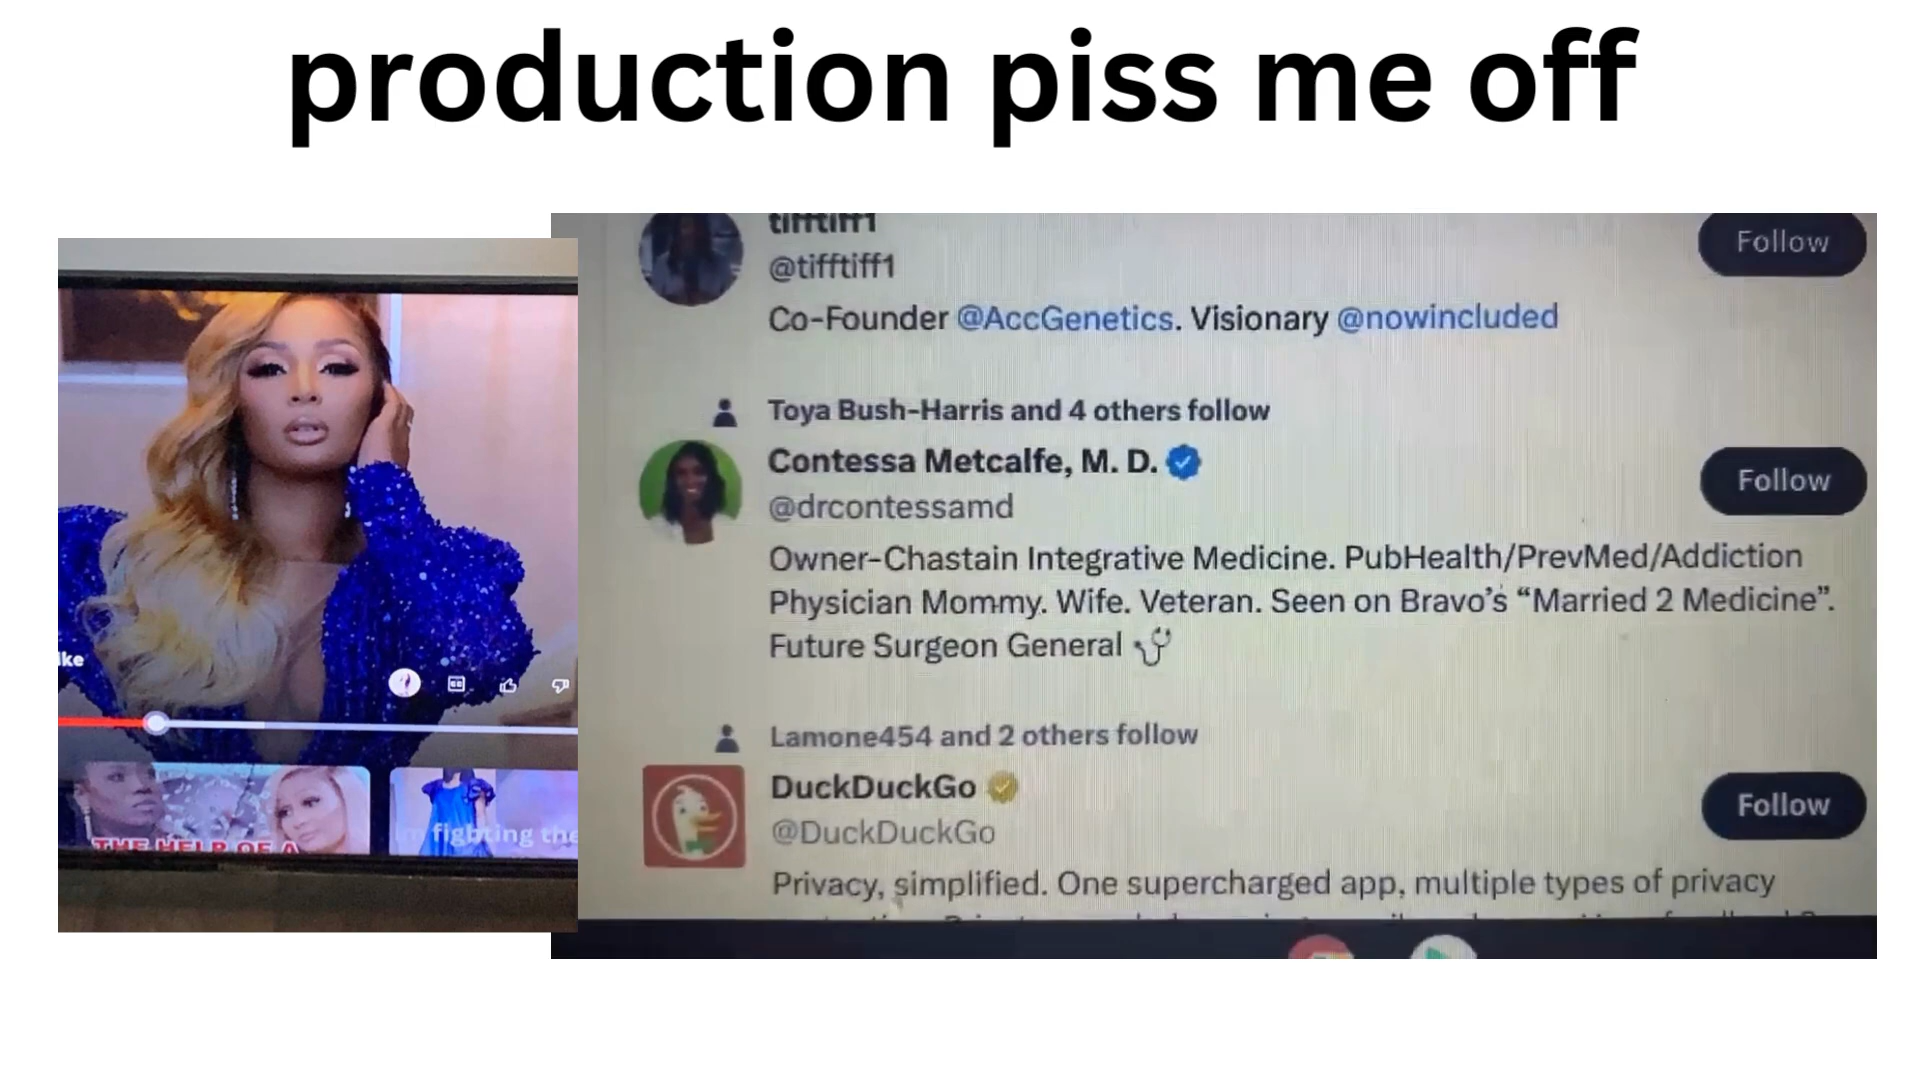 production piss me off
tifftiff1
@tifftiff1
Follow
Co-Founder @AccGenetics. Visionary @nowincluded
Toya Bush-Harris and 4 others follow
Contessa Metcalfe, M. D.
@drcontessamd
Follow
Owner-Chastain Integrative Medicine. PubHealth/PrevMed/Addiction
Physician Mommy. Wife. Veteran. Seen on Bravo's “Married 2 Medicine”.
Future Surgeon General
Lamone454 and 2 others follow
DuckDuckGo
@DuckDuckGo
Follow
Privacy, simplified. One supercharged app, multiple types of privacy
CC
THE HELP OF A
fighting the